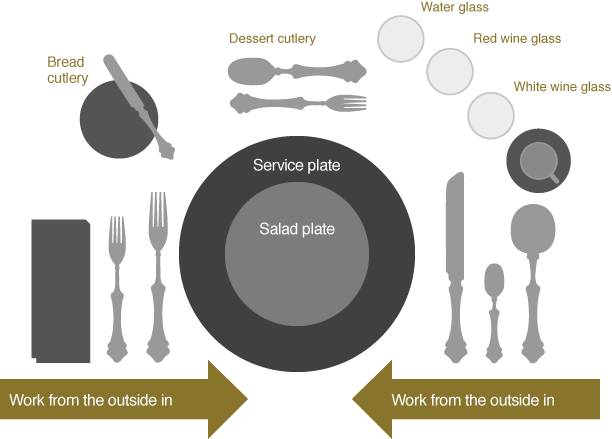 Water glass
Dessert cutlery
Red wine glass
Bread
cutlery
White wine glass
Service plate
Salad plate
Work from the outside in
Work from the outside in